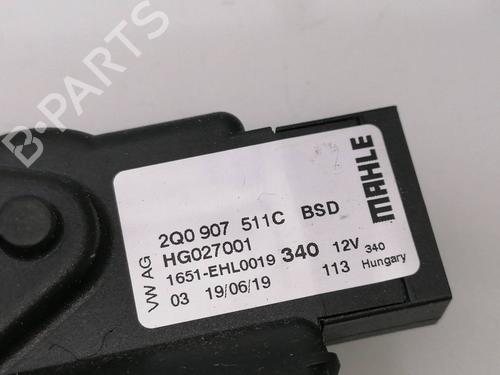 B-PARTS
2Q0 907 511C BSD
HG027001
1651-EHL0019 340 12V 340
03 19/06/19 113 Hungary
VW AG
MAHLE